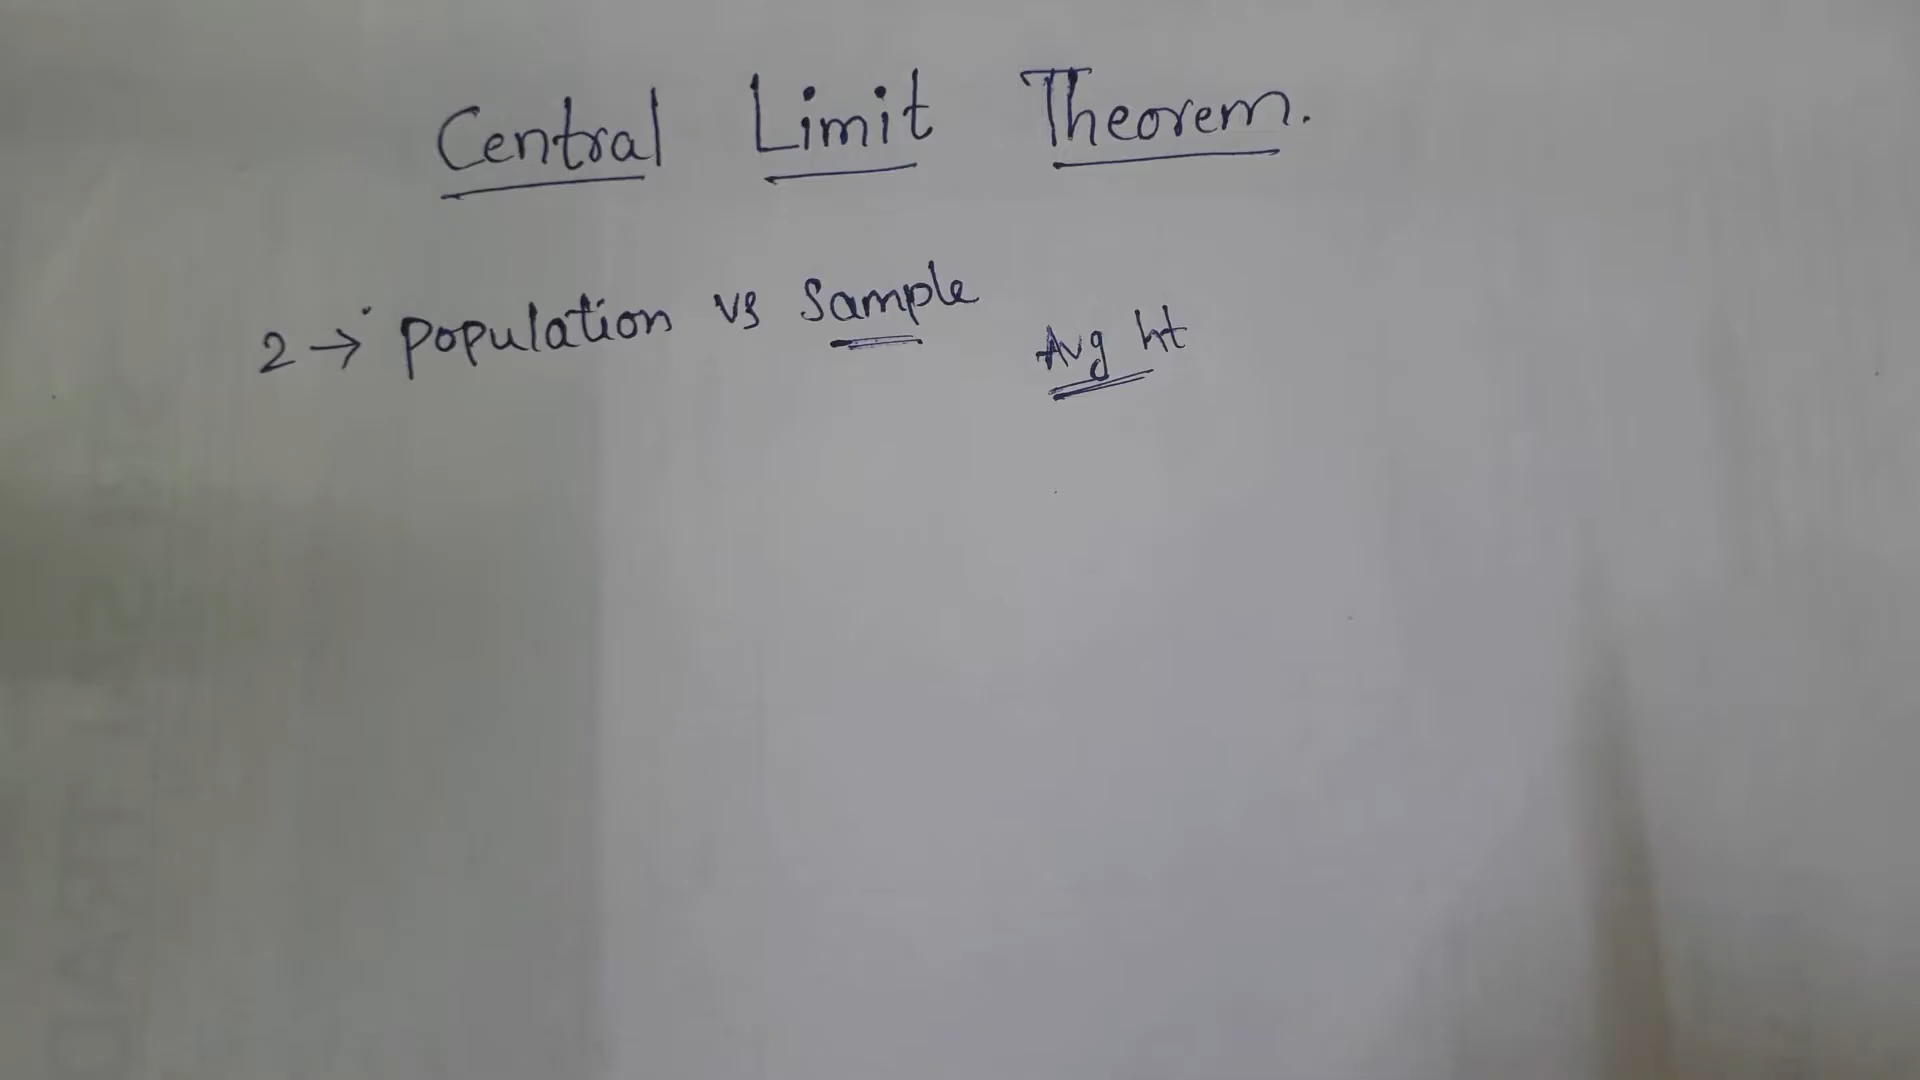 Central Limit Theorem.
2 → Population vs Sample
Avg ht